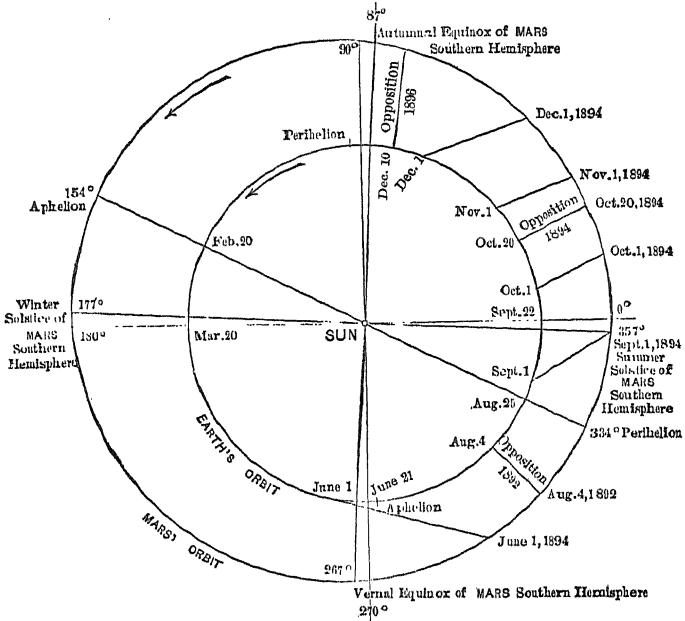 87°
Autumnal Equinox of MARS
Southern Hemisphere
90°
Opposition
1896
Dec. 1, 1894
Perihelion
Dec. 10
Dec. 1
Nov. 1, 1894
154°
Aphelion
Oct. 20, 1894
Nov. 1
Opposition
1894
Feb. 20
Oct. 20
Oct. 1, 1894
Oct. 1
Winter
Solstice of
MARS
Southern
Hemisphere
177°
180°
Mar. 20
SUN
Sept. 22
0°
357°
Sept. 1, 1894
Summer
Solstice of
MARS
Southern
Hemisphere
Sept. 1
Aug. 25
334° Perihelion
EARTH'S ORBIT
Aug. 4
Opposition
1892
Aug. 4, 1892
June 1
June 21
Aphelion
MARS' ORBIT
June 1, 1894
267°
Vernal Equinox of MARS Southern Hemisphere
270°